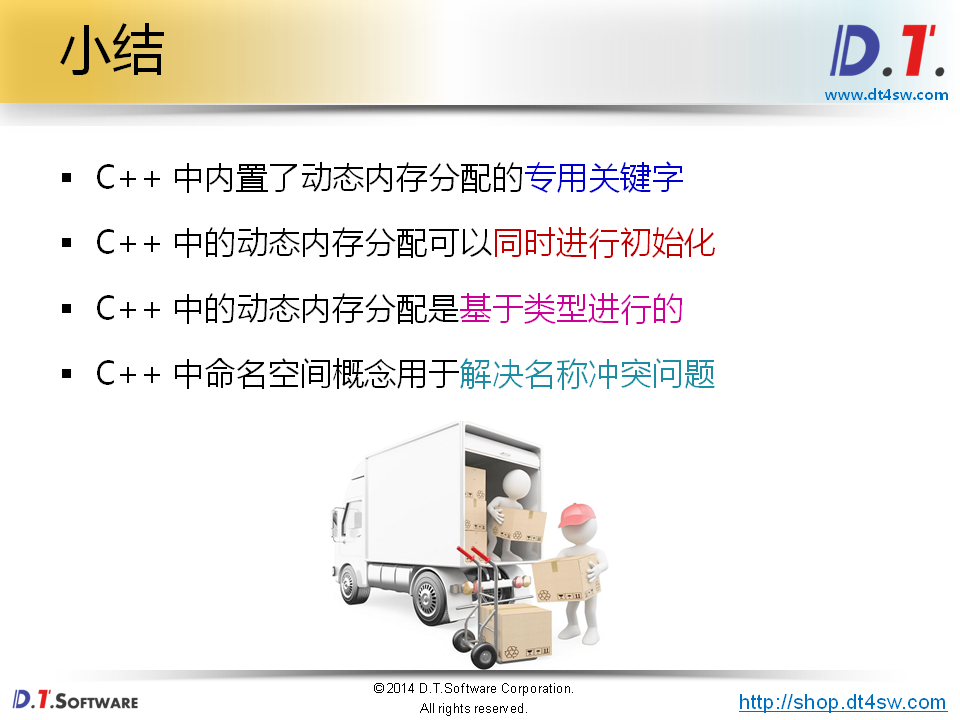 小结
D.T.
www.dt4sw.com
▪ C++ 中内置了动态内存分配的专用关键字
▪ C++ 中的动态内存分配可以同时进行初始化
▪ C++ 中的动态内存分配是基于类型进行的
▪ C++ 中命名空间概念用于解决名称冲突问题
D.T.SOFTWARE
©2014 D.T.Software Corporation.
All rights reserved.
http://shop.dt4sw.com